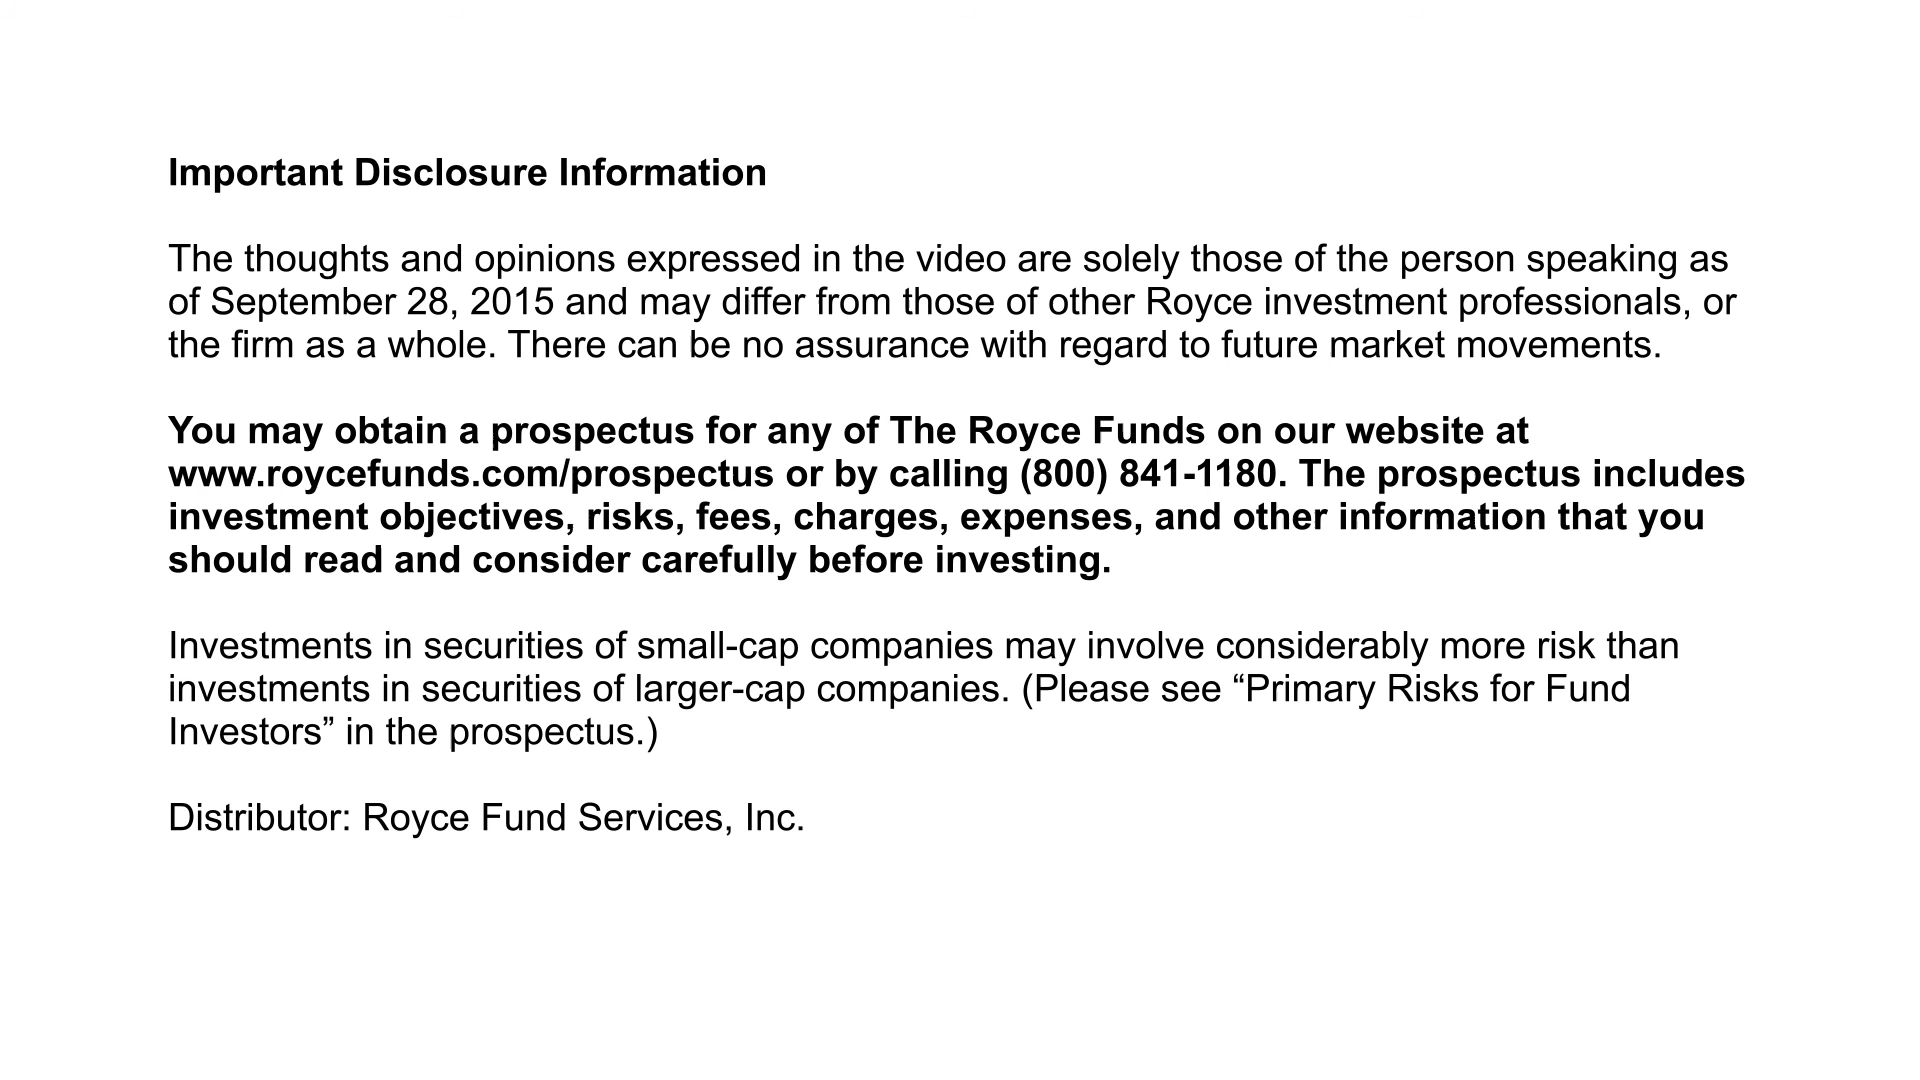 Important Disclosure Information
The thoughts and opinions expressed in the video are solely those of the person speaking as
of September 28, 2015 and may differ from those of other Royce investment professionals, or
the firm as a whole. There can be no assurance with regard to future market movements.
You may obtain a prospectus for any of The Royce Funds on our website at
www.roycefunds.com/prospectus or by calling (800) 841-1180. The prospectus includes
investment objectives, risks, fees, charges, expenses, and other information that you
should read and consider carefully before investing.
Investments in securities of small-cap companies may involve considerably more risk than
investments in securities of larger-cap companies. (Please see “Primary Risks for Fund
Investors” in the prospectus.)
Distributor: Royce Fund Services, Inc.